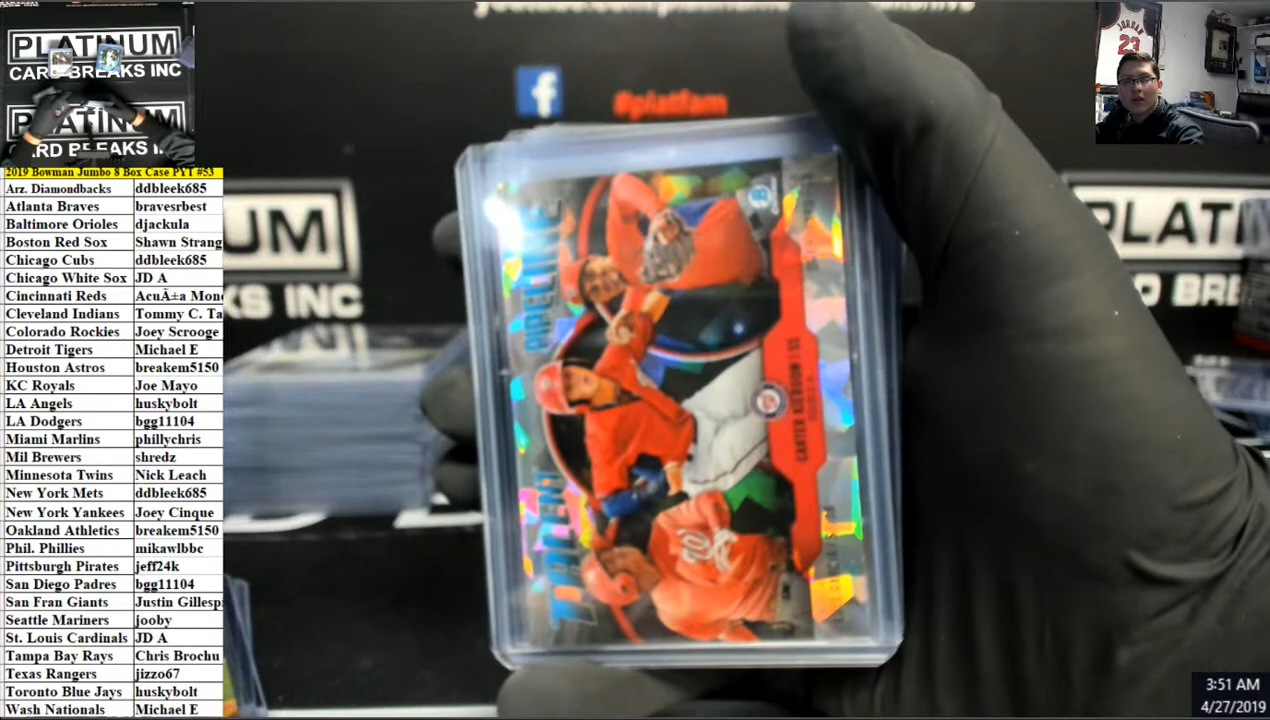 PLATINUM
CARD BREAKS INC
PLATINUM
ARD BREAKS I
2019 Bowman Jumbo 8 Box Case PYT #53
Arz. Diamondbacks ddbleek685
Atlanta Braves bravesrbest
Baltimore Orioles djackula
Boston Red Sox Shawn Strang
Chicago Cubs ddbleek685
Chicago White Sox JD A
Cincinnati Reds AcuÃ±a Mon
Cleveland Indians Tommy C. Ta
Colorado Rockies Joey Scrooge
Detroit Tigers Michael E
Houston Astros breakem5150
KC Royals Joe Mayo
LA Angels huskybolt
LA Dodgers bgg11104
Miami Marlins phillychris
Mil Brewers shredz
Minnesota Twins Nick Leach
New York Mets ddbleek685
New York Yankees Joey Cinque
Oakland Athletics breakem5150
Phil. Phillies mikawlbbc
Pittsburgh Pirates jeff24k
San Diego Padres bgg11104
San Fran Giants Justin Gillesp
Seattle Mariners jooby
St. Louis Cardinals JD A
Tampa Bay Rays Chris Brochu
Texas Rangers jizzo67
Toronto Blue Jays huskybolt
Wash Nationals Michael E
f
#platfam
UM
KS INC
PLATINUM
BRE
TALENT PIPELINE
CARTER KIEBOOM | SS
JORDAN
23
3:51 AM
4/27/2019